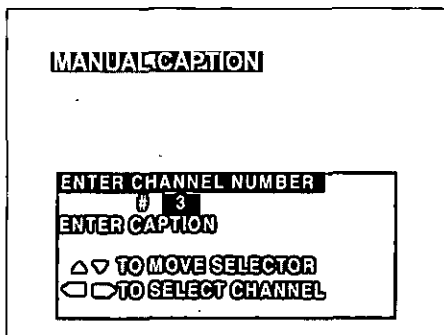 MANUAL CAPTION
ENTER CHANNEL NUMBER
# 3
ENTER CAPTION
△ ▽ TO MOVE SELECTOR
◁ ▷ TO SELECT CHANNEL